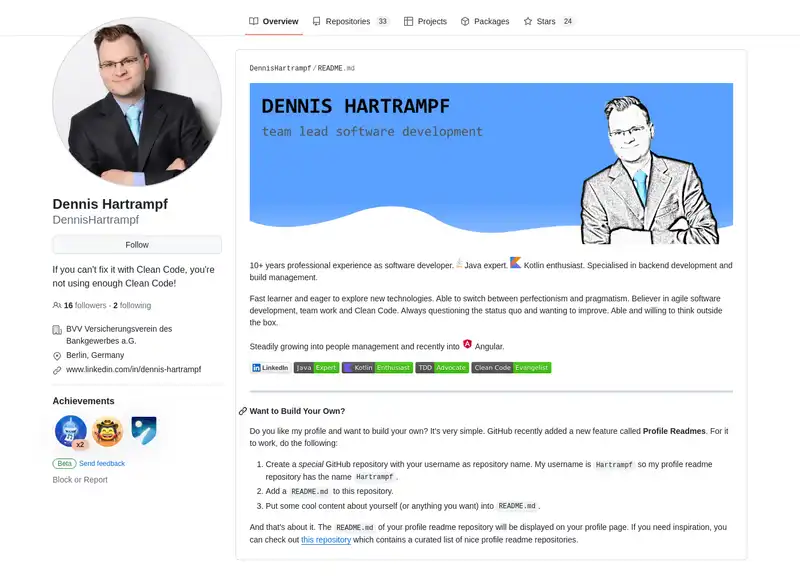 Overview Repositories 33 Projects Packages Stars 24
DennisHartrampf / README.md
DENNIS HARTRAMPF
team lead software development
Dennis Hartrampf
DennisHartrampf
Follow
If you can't fix it with Clean Code, you're
not using enough Clean Code!
16 followers · 2 following
BVV Versicherungsverein des
Bankgewerbes a.G.
Berlin, Germany
www.linkedin.com/in/dennis-hartrampf
Achievements
x2
Beta Send feedback
Block or Report
10+ years professional experience as software developer. Java expert. Kotlin enthusiast. Specialised in backend development and
build management.
Fast learner and eager to explore new technologies. Able to switch between perfectionism and pragmatism. Believer in agile software
development, team work and Clean Code. Always questioning the status quo and wanting to improve. Able and willing to think outside
the box.
Steadily growing into people management and recently into Angular.
LinkedIn Java Expert Kotlin Enthusiast TDD Advocate Clean Code Evangelist
Want to Build Your Own?
Do you like my profile and want to build your own? It's very simple. GitHub recently added a new feature called Profile Readmes. For it
to work, do the following:
1. Create a special GitHub repository with your username as repository name. My username is Hartrampf so my profile readme
repository has the name Hartrampf.
2. Add a README.md to this repository.
3. Put some cool content about yourself (or anything you want) into README.md.
And that's about it. The README.md of your profile readme repository will be displayed on your profile page. If you need inspiration, you
can check out this repository which contains a curated list of nice profile readme repositories.